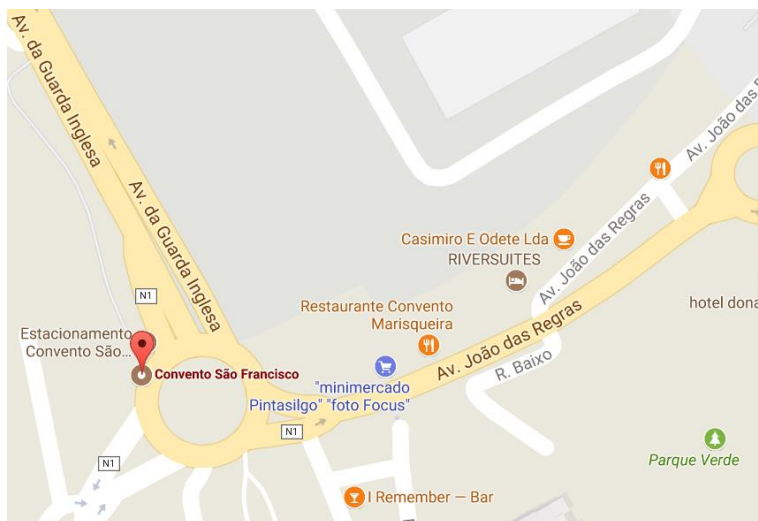 Av. da Guarda Inglesa
Av. da Guarda Inglesa
Av. João das R
Casimiro E Odete Lda
RIVERSUITES
Av. João das Regras
N1
Restaurante Convento
Marisqueira
hotel dona
Estacionamento
Convento São...
Convento São Francisco
Av. João das Regras
R. Baixo
"minimercado
Pintasilgo" "foto Focus"
N1
N1
Parque Verde
I Remember — Bar